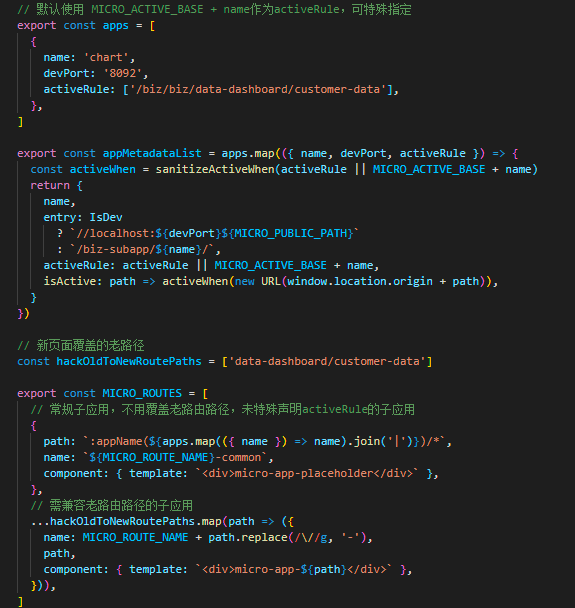 // 默认使用 MICRO_ACTIVE_BASE + name作为activeRule，可特殊指定
export const apps = [
  {
    name: 'chart',
    devPort: '8092',
    activeRule: ['/biz/biz/data-dashboard/customer-data'],
  },
]

export const appMetadataList = apps.map(({ name, devPort, activeRule }) => {
  const activeWhen = sanitizeActiveWhen(activeRule || MICRO_ACTIVE_BASE + name)
  return {
    name,
    entry: IsDev
      ? `//localhost:${devPort}${MICRO_PUBLIC_PATH}`
      : `/biz-subapp/${name}/`,
    activeRule: activeRule || MICRO_ACTIVE_BASE + name,
    isActive: path => activeWhen(new URL(window.location.origin + path)),
  }
})

// 新页面覆盖的老路径
const hackOldToNewRoutePaths = ['data-dashboard/customer-data']

export const MICRO_ROUTES = [
  // 常规子应用，不用覆盖老路由路径，未特殊声明activeRule的子应用
  {
    path: `:appName(${apps.map(({ name }) => name).join('|')})/*`,
    name: `${MICRO_ROUTE_NAME}-common`,
    component: { template: `<div>micro-app-placeholder</div>` },
  },
  // 需兼容老路由路径的子应用
  ...hackOldToNewRoutePaths.map(path => ({
    name: MICRO_ROUTE_NAME + path.replace(/\//g, '-'),
    path,
    component: { template: `<div>micro-app-${path}</div>` },
  })),
]